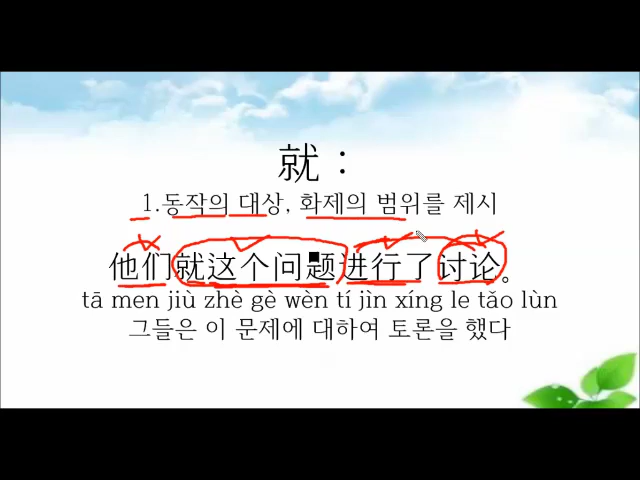 就：
1.동작의 대상, 화제의 범위를 제시
他们就这个问题进行了讨论。
tā men jiù zhè gè wèn tí jìn xíng le tǎo lùn
그들은 이 문제에 대하여 토론을 했다